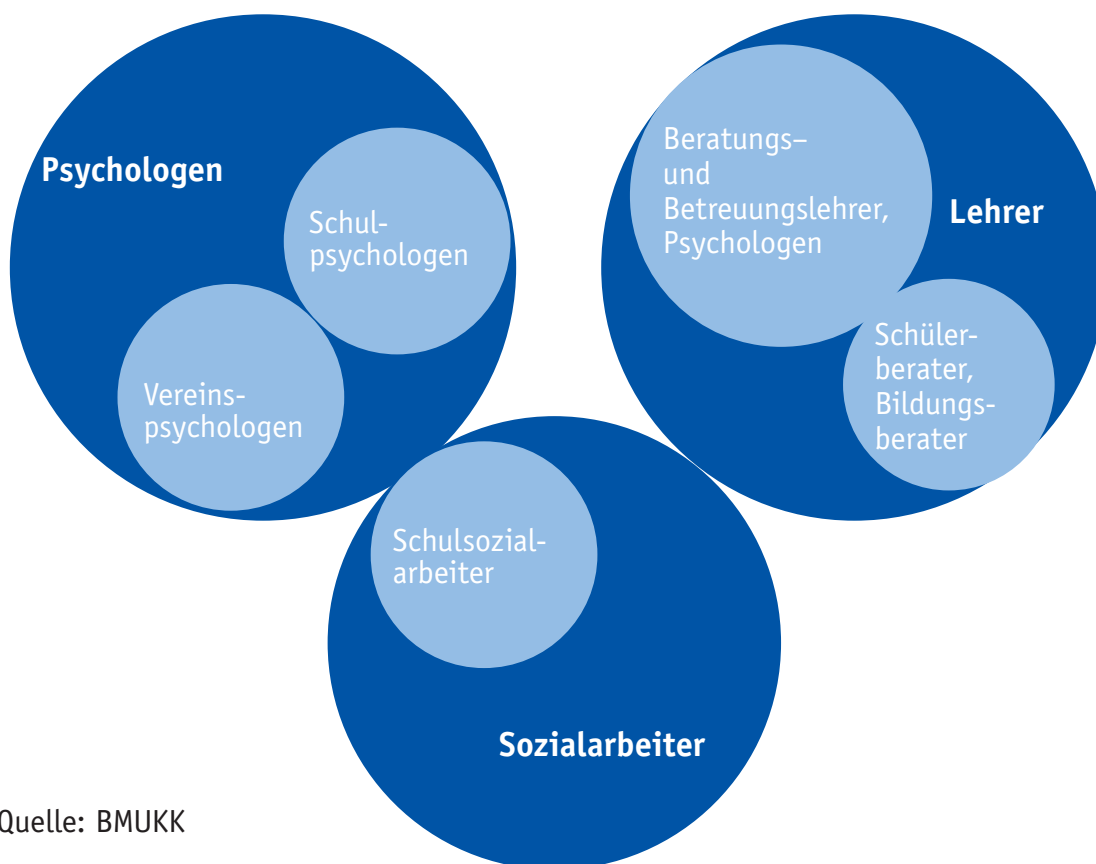 Psychologen
Schul-
psychologen
Vereins-
psychologen
Beratungs–
und
Betreuungslehrer,
Psychologen
Lehrer
Schüler-
berater,
Bildungs-
berater
Schulsozial-
arbeiter
Sozialarbeiter
Quelle: BMUKK